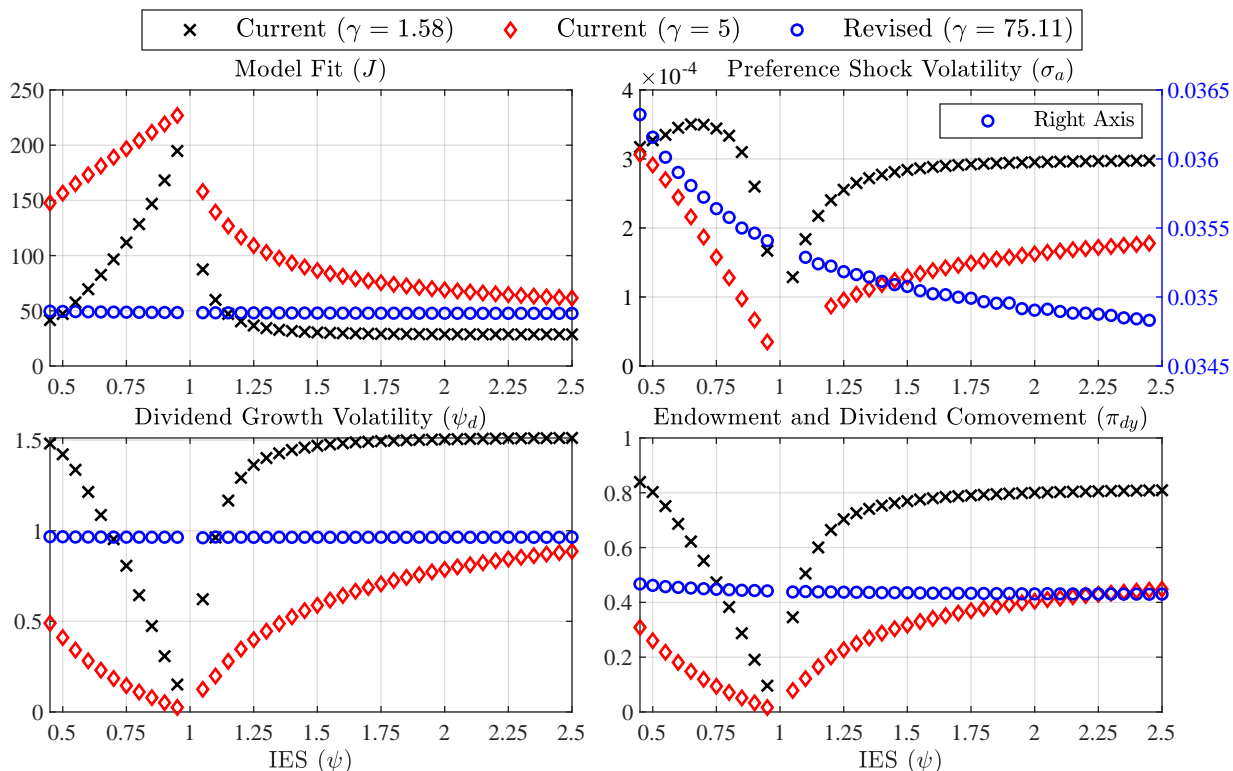 Current (γ = 1.58) Current (γ = 5) Revised (γ = 75.11)
Model Fit (J)
250
200
150
100
50
0
0.5 0.75 1 1.25 1.5 1.75 2 2.25 2.5
Preference Shock Volatility (σa)
×10-4
4
3
2
1
0
0.0365
0.036
0.0355
0.035
0.0345
Right Axis
0.5 0.75 1 1.25 1.5 1.75 2 2.25 2.5
Dividend Growth Volatility (ψd)
1.5
1
0.5
0
0.5 0.75 1 1.25 1.5 1.75 2 2.25 2.5
IES (ψ)
Endowment and Dividend Comovement (πdy)
1
0.8
0.6
0.4
0.2
0
0.5 0.75 1 1.25 1.5 1.75 2 2.25 2.5
IES (ψ)